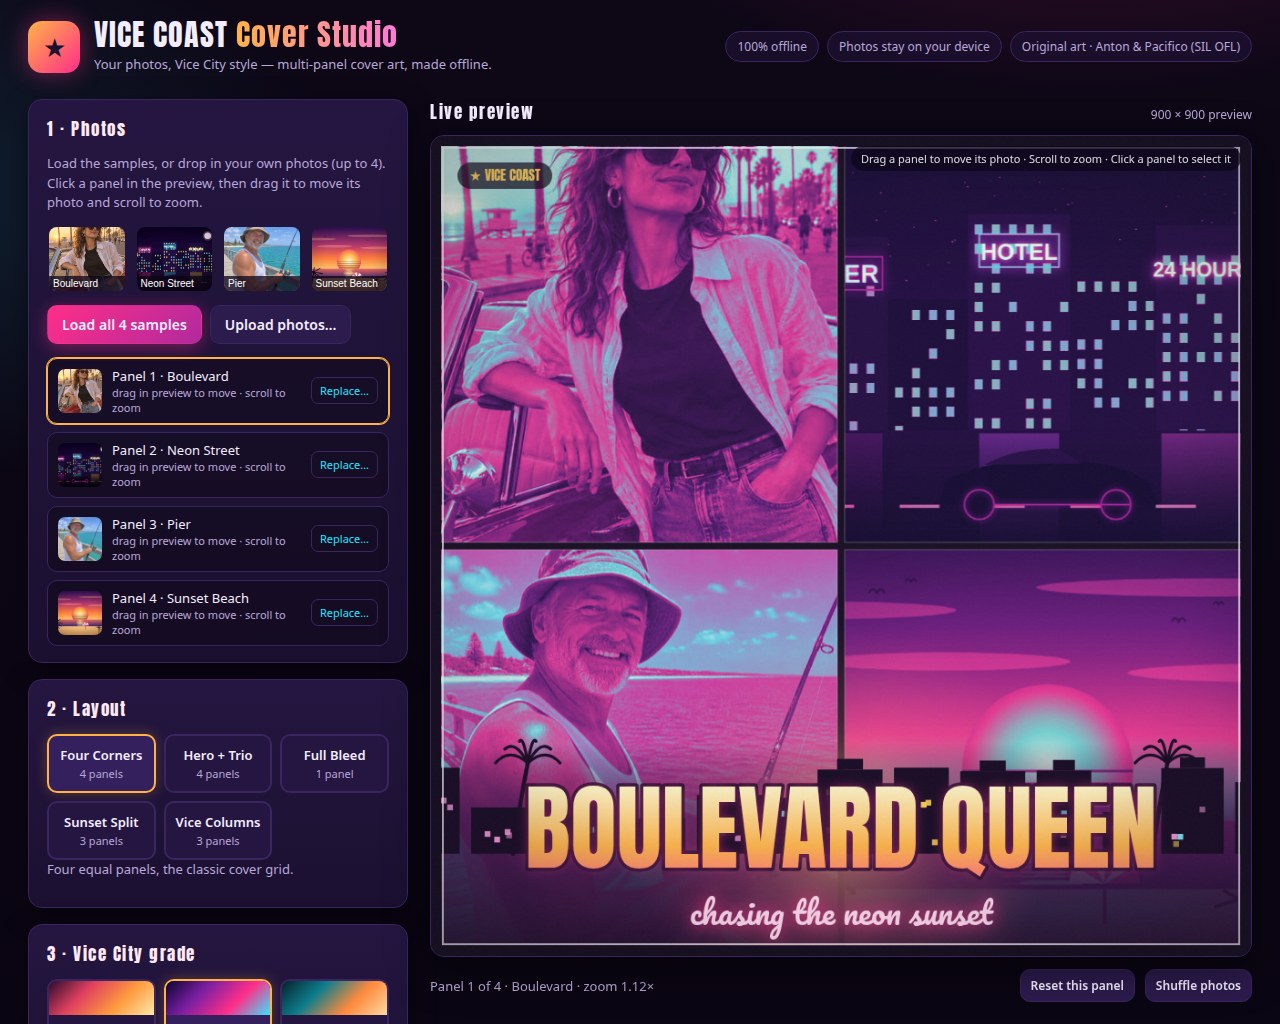 ★
VICE COAST Cover Studio
Your photos, Vice City style — multi-panel cover art, made offline.
100% offline
Photos stay on your device
Original art · Anton & Pacifico (SIL OFL)
1 · Photos
Load the samples, or drop in your own photos (up to 4).
Click a panel in the preview, then drag it to move its
photo and scroll to zoom.
Boulevard
Neon Street
Pier
Sunset Beach
Load all 4 samples
Upload photos...
Panel 1 · Boulevard
drag in preview to move · scroll to
zoom
Replace...
Panel 2 · Neon Street
drag in preview to move · scroll to
zoom
Replace...
Panel 3 · Pier
drag in preview to move · scroll to
zoom
Replace...
Panel 4 · Sunset Beach
drag in preview to move · scroll to
zoom
Replace...
2 · Layout
Four Corners
4 panels
Hero + Trio
4 panels
Full Bleed
1 panel
Sunset Split
3 panels
Vice Columns
3 panels
Four equal panels, the classic cover grid.
3 · Vice City grade
Live preview
900 × 900 preview
★ VICE COAST
Drag a panel to move its photo · Scroll to zoom · Click a panel to select it
ER
HOTEL
24 HOUR
BOULEVARD QUEEN
chasing the neon sunset
Panel 1 of 4 · Boulevard · zoom 1.12×
Reset this panel
Shuffle photos